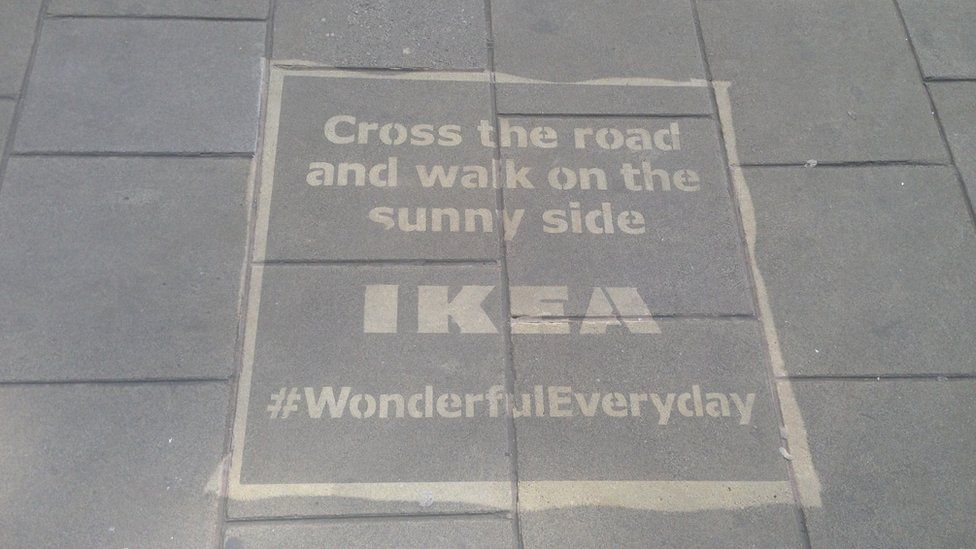 Cross the road
and walk on the
sunny side
IKEA
#WonderfulEveryday